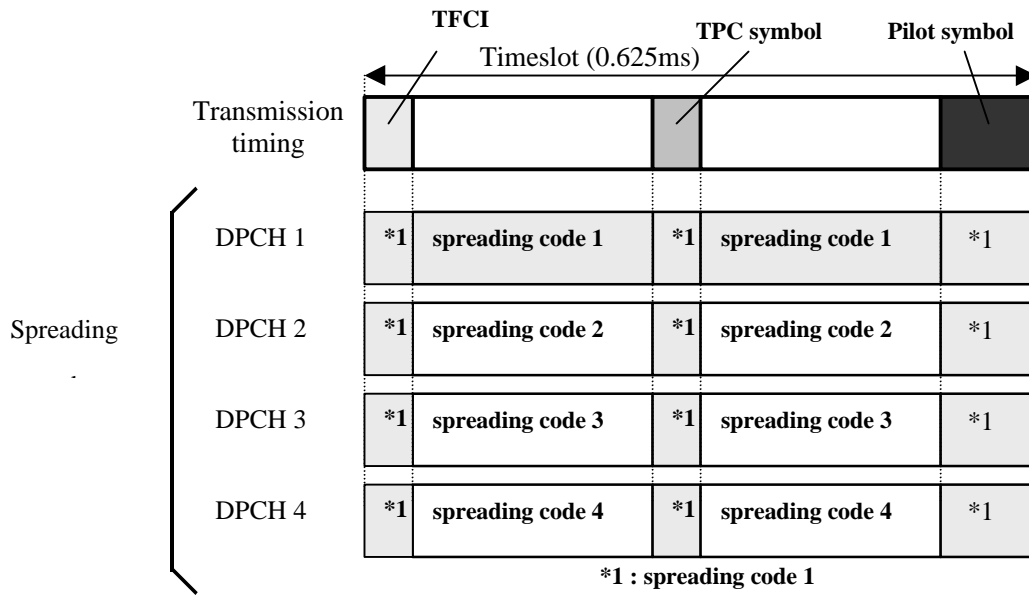 TFCI
TPC symbol
Pilot symbol
Timeslot (0.625ms)
Transmission
timing
Spreading
DPCH 1
*1
spreading code 1
*1
spreading code 1
*1
DPCH 2
*1
spreading code 2
*1
spreading code 2
*1
DPCH 3
*1
spreading code 3
*1
spreading code 3
*1
DPCH 4
*1
spreading code 4
*1
spreading code 4
*1
*1 : spreading code 1